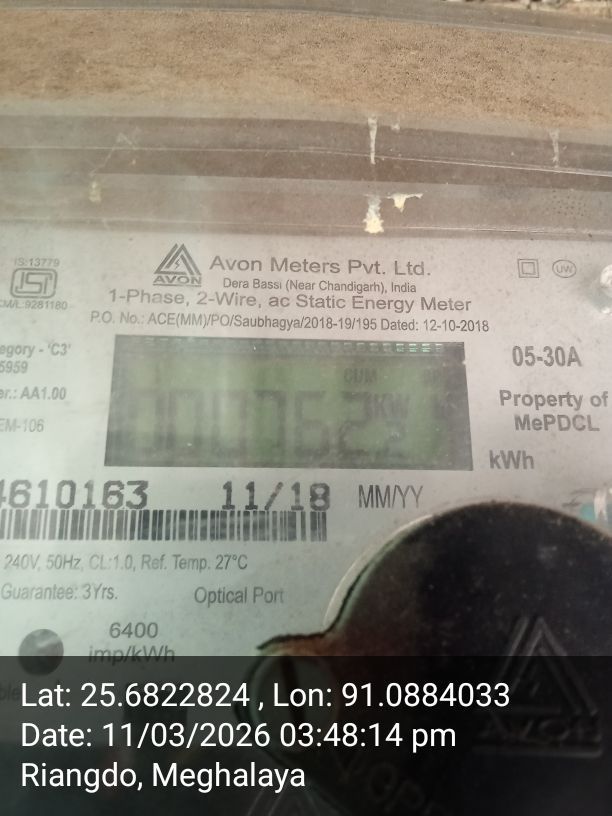 IS:13779
CM/L:9281180
AVON
Avon Meters Pvt. Ltd.
Dera Bassi (Near Chandigarh), India
1-Phase, 2-Wire, ac Static Energy Meter
P.O. No.: ACE(MM)/PO/Saubhagya/2018-19/195 Dated: 12-10-2018
UW
egory - 'C3'
5959
er.: AA1.00
EM-106
CUM
KW
05-30A
Property of
MePDCL
kWh
4610163 11/18 MM/YY
240V, 50Hz, CL:1.0, Ref. Temp. 27°C
Guarantee: 3Yrs.
Optical Port
6400
imp/kWh
AVON
Lat: 25.6822824 , Lon: 91.0884033
Date: 11/03/2026 03:48:14 pm
Riangdo, Meghalaya